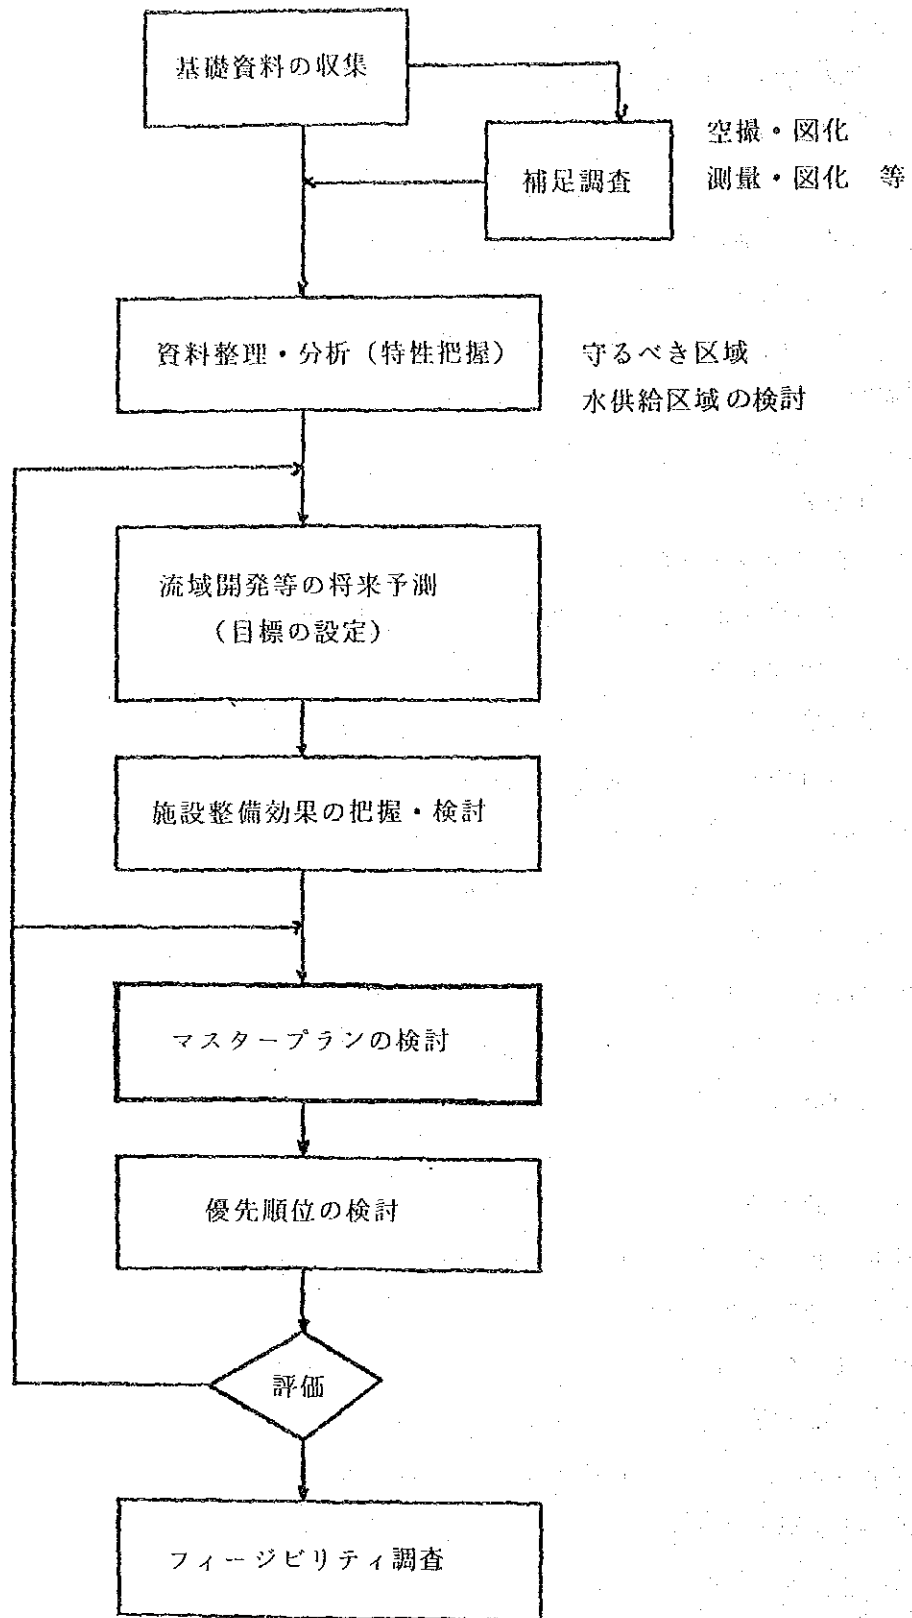 基礎資料の収集
補足調査
空撮・図化
測量・図化　等
資料整理・分析（特性把握）
守るべき区域
水供給区域の検討
流域開発等の将来予測
（目標の設定）
施設整備効果の把握・検討
マスタープランの検討
優先順位の検討
評価
フィージビリティ調査